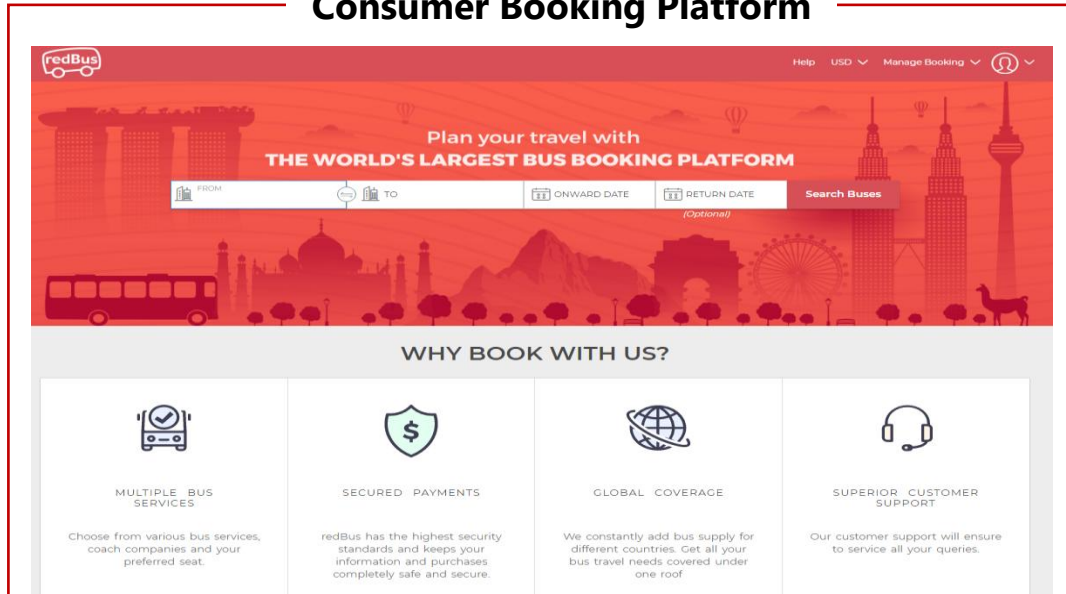 Consumer Booking Platform
redBus
Help USD Manage Booking
Plan your travel with
THE WORLD'S LARGEST BUS BOOKING PLATFORM
FROM
TO
ONWARD DATE
RETURN DATE
Search Buses
(Optional)
WHY BOOK WITH US?
MULTIPLE BUS
SERVICES
SECURED PAYMENTS
GLOBAL COVERAGE
SUPERIOR CUSTOMER
SUPPORT
Choose from various bus services,
coach companies and your
preferred seat.
redBus has the highest security
standards and keeps your
information and purchases
completely safe and secure.
We constantly add bus supply for
different countries. Get all your
bus travel needs covered under
one roof
Our customer support will ensure
to service all your queries.